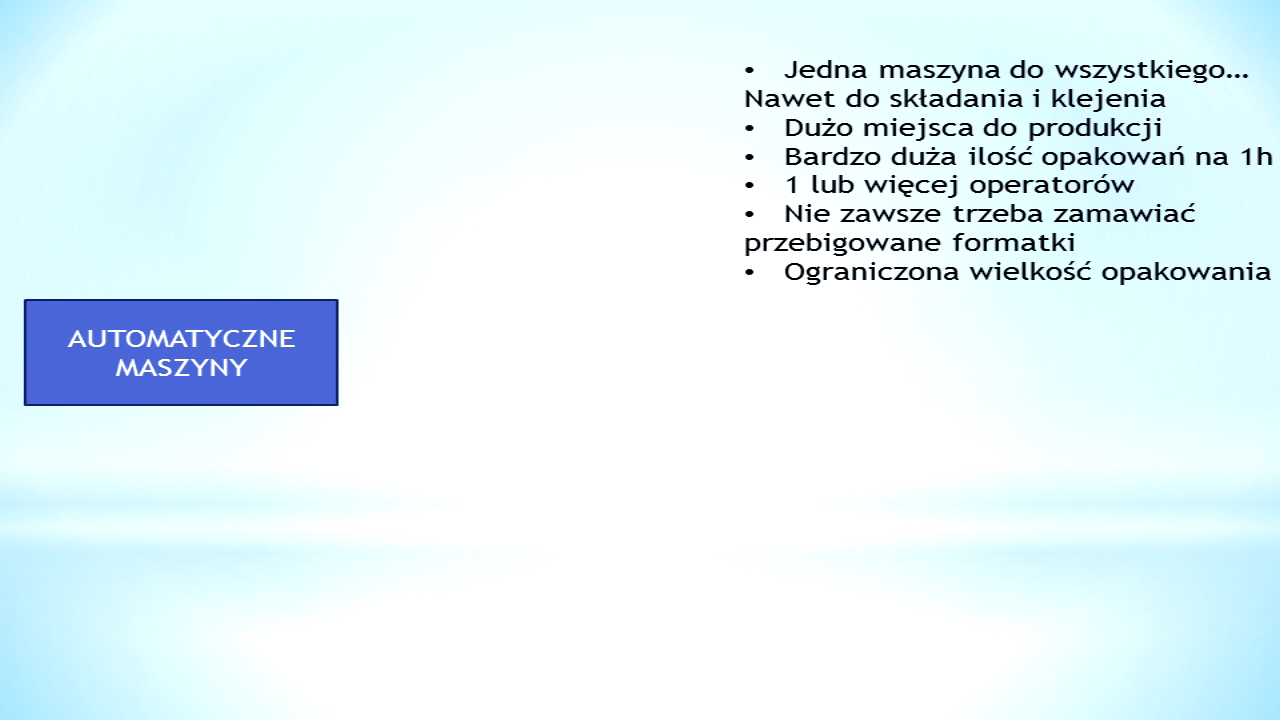 • Jedna maszyna do wszystkiego...
Nawet do składania i klejenia
• Dużo miejsca do produkcji
• Bardzo duża ilość opakowań na 1h
• 1 lub więcej operatorów
• Nie zawsze trzeba zamawiać
przebigowane formatki
• Ograniczona wielkość opakowania
AUTOMATYCZNE
MASZYNY